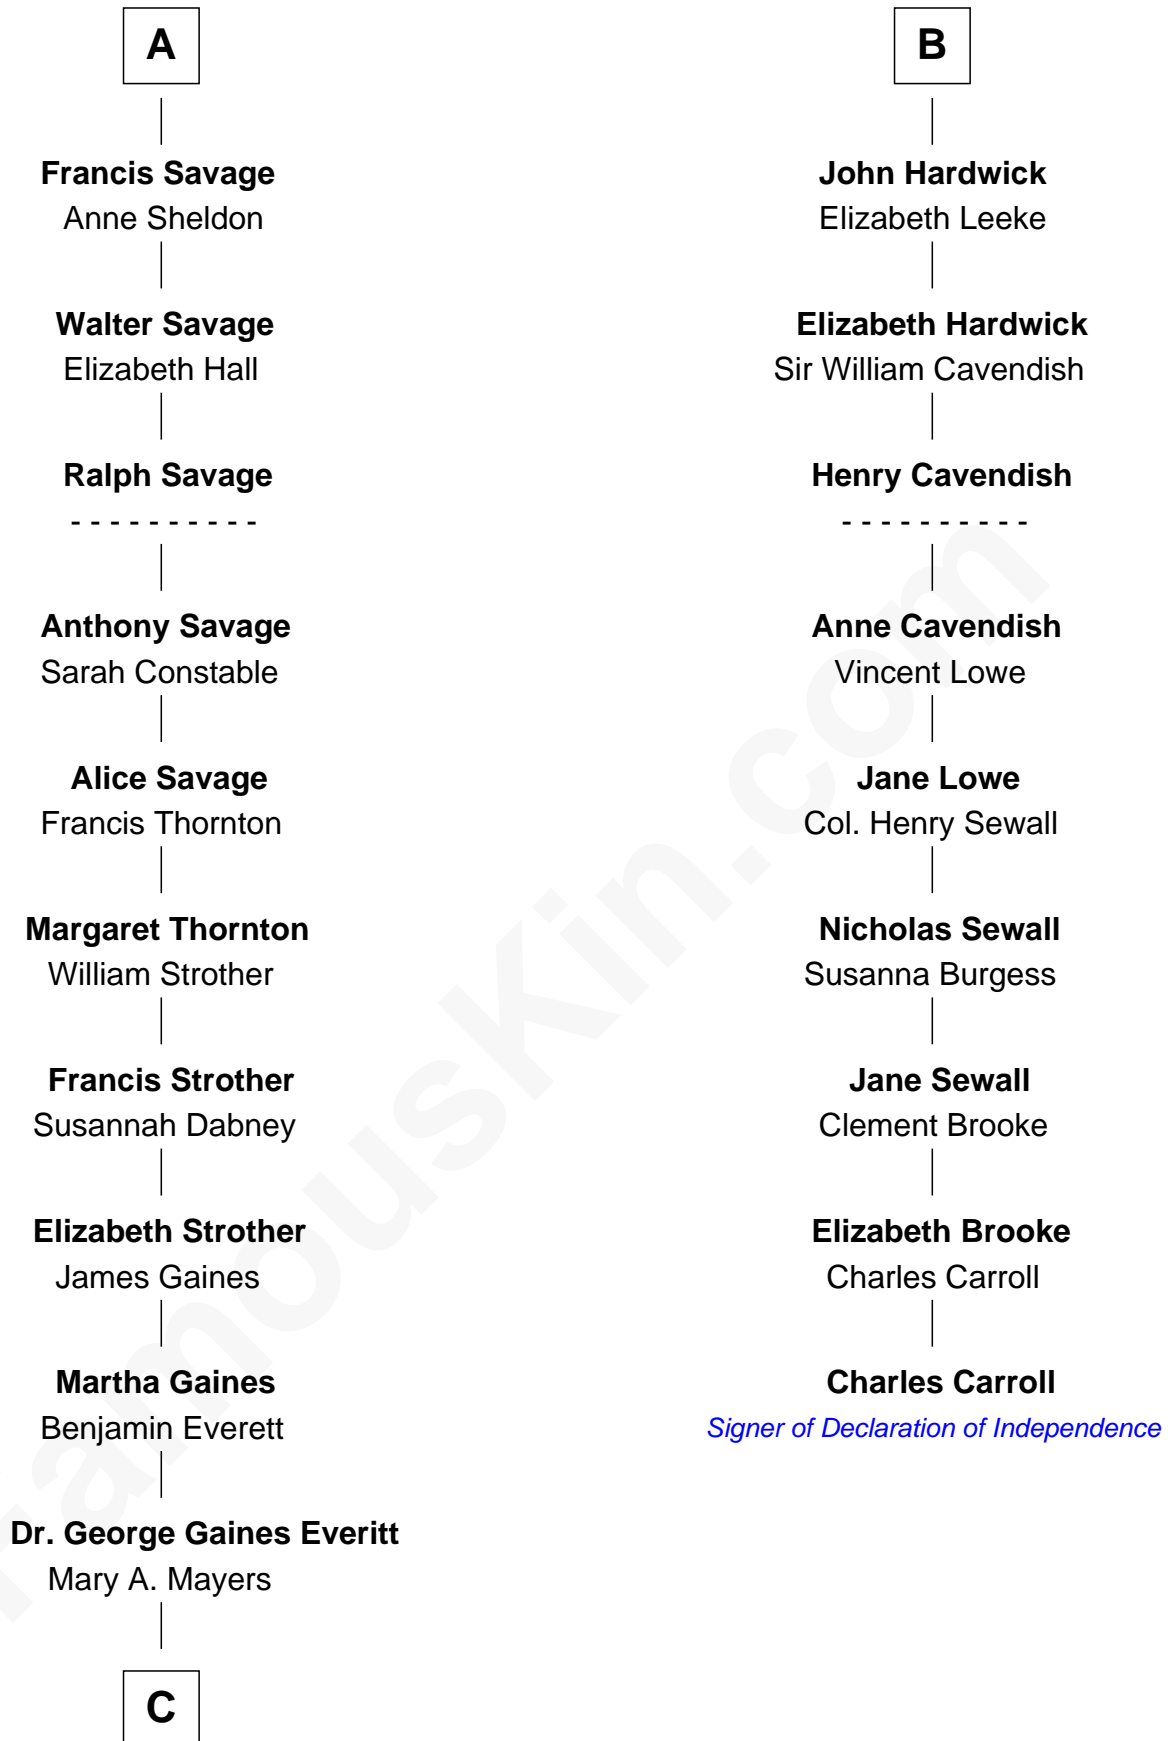 A
Francis Savage
Anne Sheldon
Walter Savage
Elizabeth Hall
Ralph Savage
- - - - - - - - - -
Anthony Savage
Sarah Constable
Alice Savage
Francis Thornton
Margaret Thornton
William Strother
Francis Strother
Susannah Dabney
Elizabeth Strother
James Gaines
Martha Gaines
Benjamin Everett
Dr. George Gaines Everitt
Mary A. Mayers
C
B
John Hardwick
Elizabeth Leeke
Elizabeth Hardwick
Sir William Cavendish
Henry Cavendish
- - - - - - - - - -
Anne Cavendish
Vincent Lowe
Jane Lowe
Col. Henry Sewall
Nicholas Sewall
Susanna Burgess
Jane Sewall
Clement Brooke
Elizabeth Brooke
Charles Carroll
Charles Carroll
Signer of Declaration of Independence
FamousKin.com